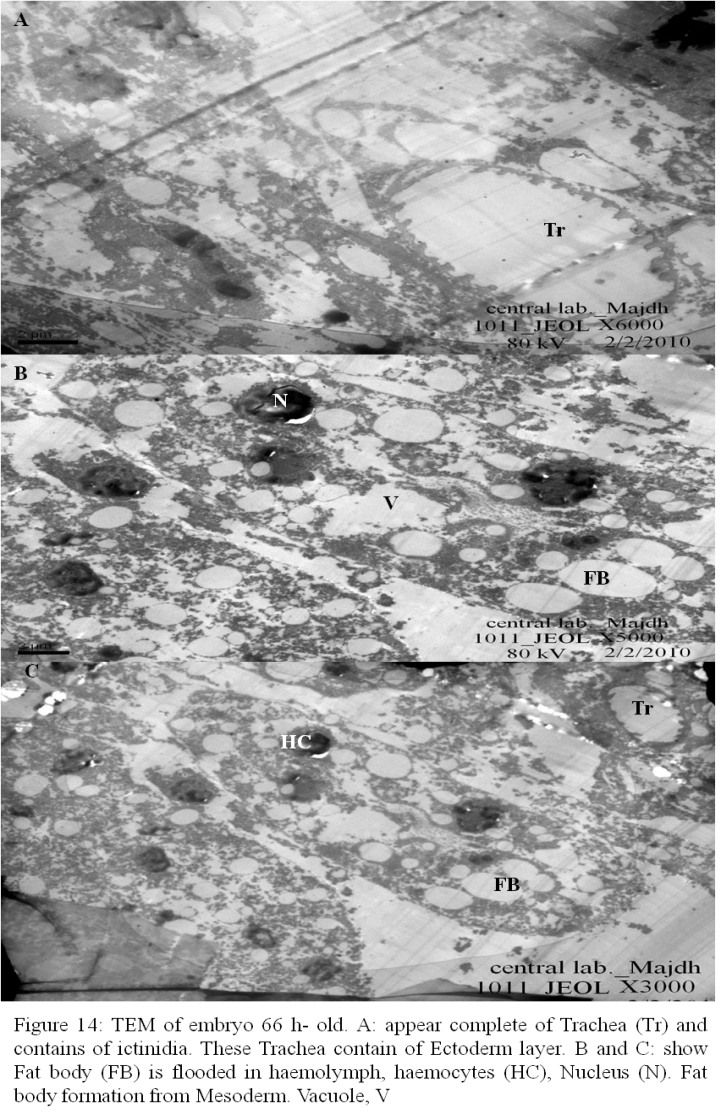 A
Tr
central lab._Majdh
1011_JEOL X6000
80 kV 2/2/2010
2 µm
B
N
V
FB
central lab._Majdh
1011_JEOL X5000
80 kV 2/2/2010
C
Tr
HC
FB
central lab._Majdh
1011_JEOL X3000
Figure 14: TEM of embryo 66 h- old. A: appear complete of Trachea (Tr) and
contains of ictinidia. These Trachea contain of Ectoderm layer. B and C: show
Fat body (FB) is flooded in haemolymph, haemocytes (HC), Nucleus (N). Fat
body formation from Mesoderm. Vacuole, V